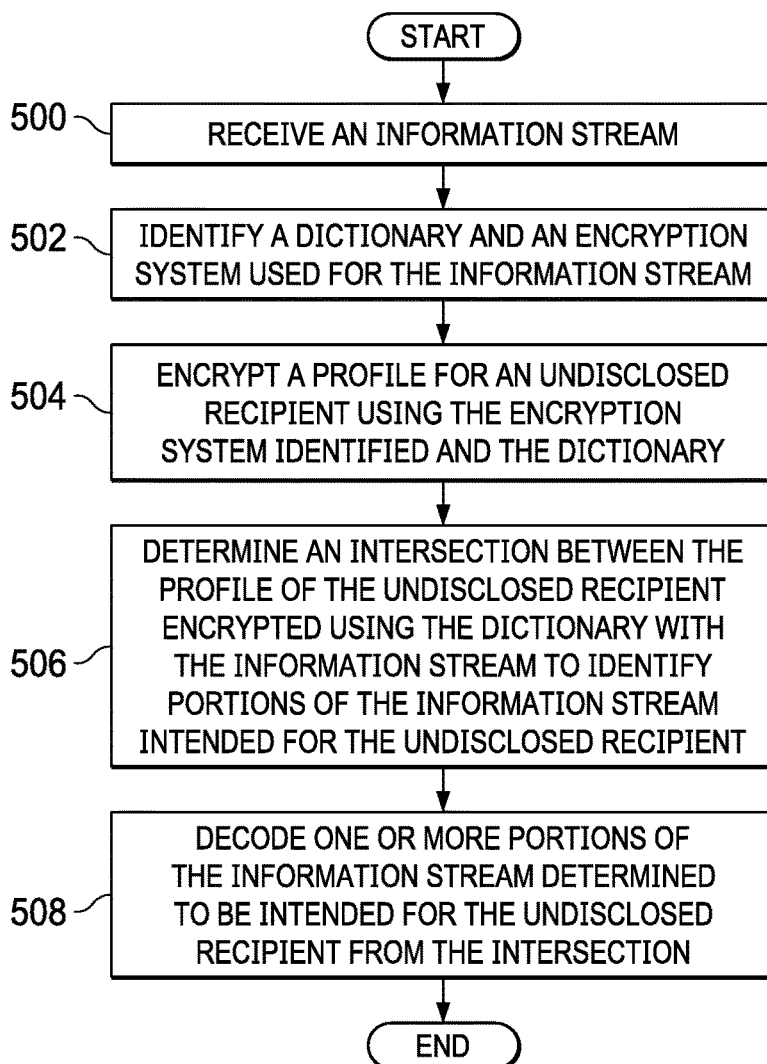 START
500
RECEIVE AN INFORMATION STREAM
502
IDENTIFY A DICTIONARY AND AN ENCRYPTION
SYSTEM USED FOR THE INFORMATION STREAM
504
ENCRYPT A PROFILE FOR AN UNDISCLOSED
RECIPIENT USING THE ENCRYPTION
SYSTEM IDENTIFIED AND THE DICTIONARY
506
DETERMINE AN INTERSECTION BETWEEN THE
PROFILE OF THE UNDISCLOSED RECIPIENT
ENCRYPTED USING THE DICTIONARY WITH
THE INFORMATION STREAM TO IDENTIFY
PORTIONS OF THE INFORMATION STREAM
INTENDED FOR THE UNDISCLOSED RECIPIENT
508
DECODE ONE OR MORE PORTIONS OF
THE INFORMATION STREAM DETERMINED
TO BE INTENDED FOR THE UNDISCLOSED
RECIPIENT FROM THE INTERSECTION
END